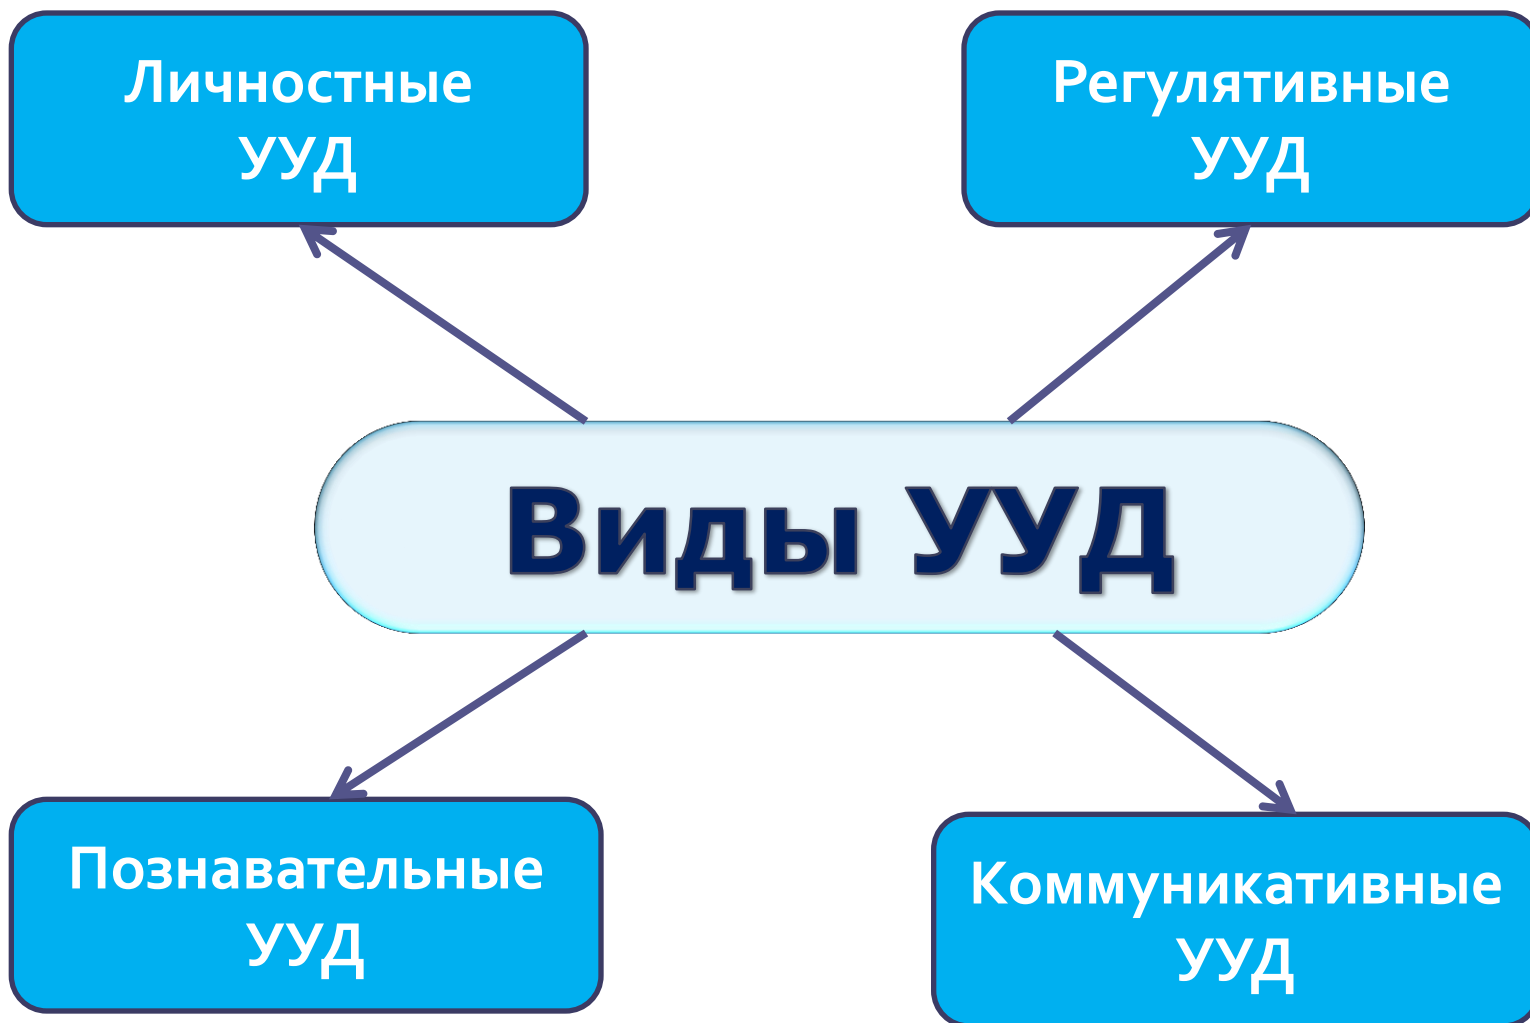 Личностные
УУД
Регулятивные
УУД
Виды УУД
Познавательные
УУД
Коммуникативные
УУД